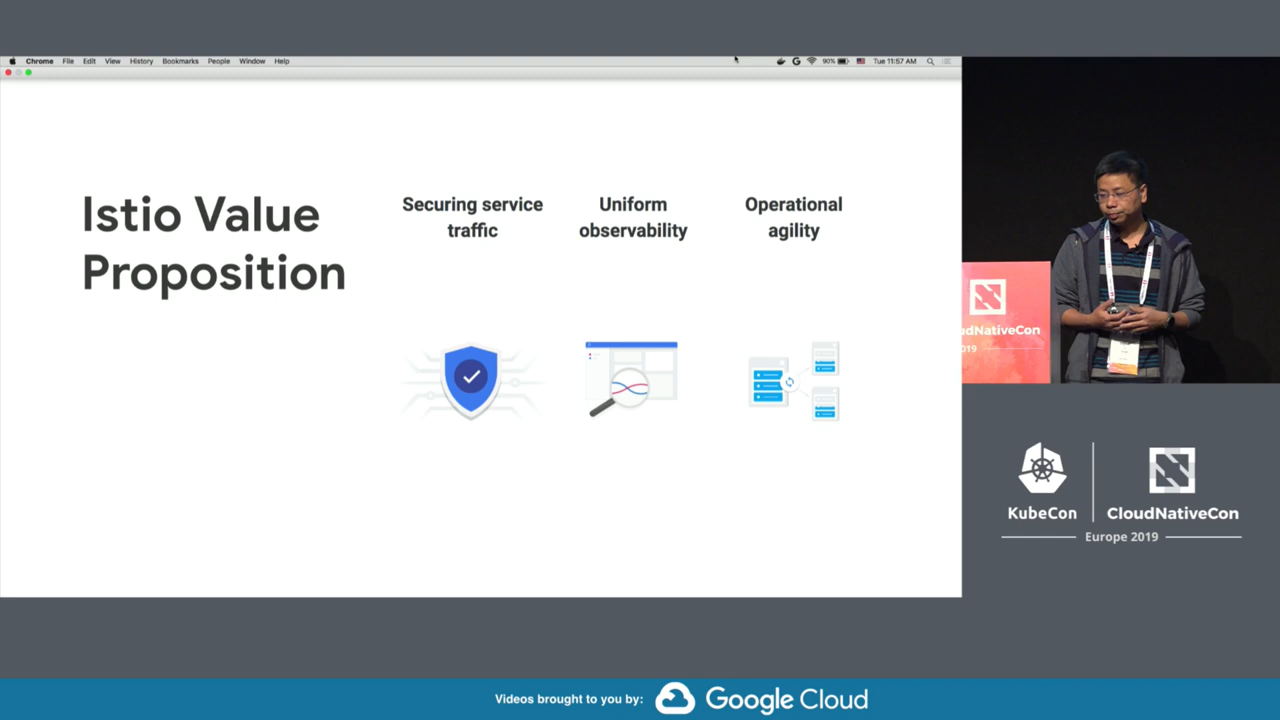 Chrome File Edit View History Bookmarks People Window Help
90% Tue 11:57 AM
Istio Value
Proposition
Securing service
traffic
Uniform
observability
Operational
agility
udNativeCon
2019
KubeCon
CloudNativeCon
Europe 2019
Videos brought to you by:
Google Cloud